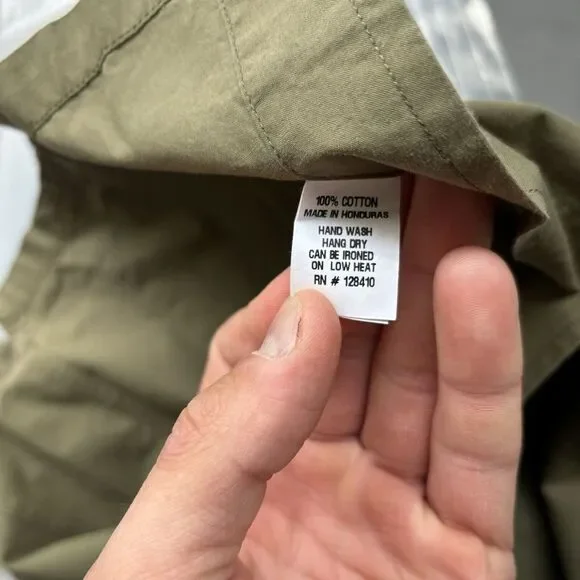 100% COTTON
MADE IN HONDURAS
HAND WASH
HANG DRY
CAN BE IRONED
ON LOW HEAT
RN # 128410